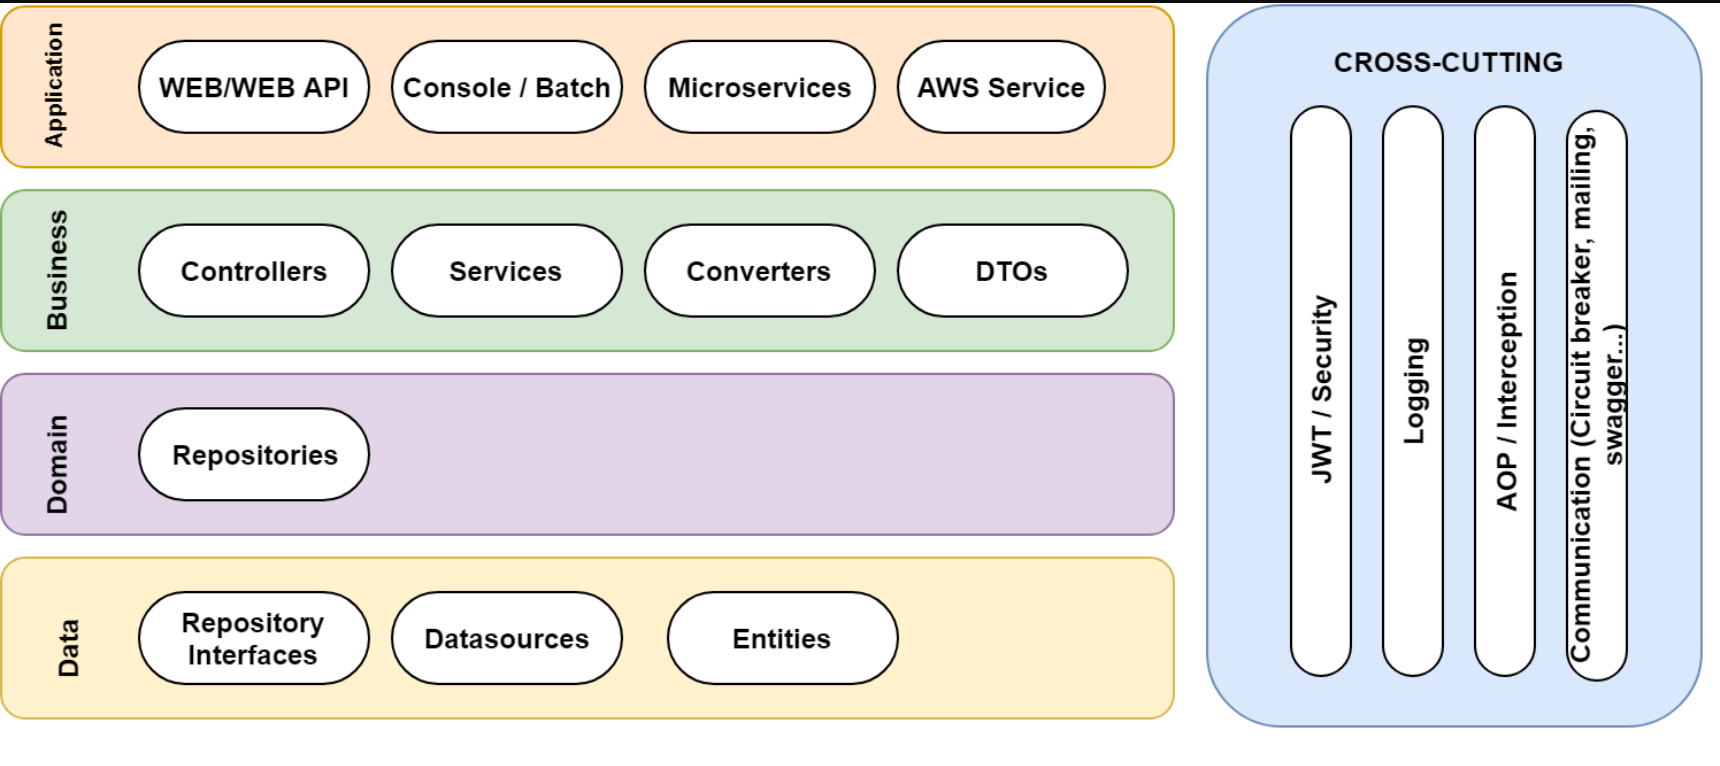 Application
WEB/WEB API
Console / Batch
Microservices
AWS Service
Business
Controllers
Services
Converters
DTOs
Domain
Repositories
Data
Repository
Interfaces
Datasources
Entities
CROSS-CUTTING
JWT / Security
Logging
AOP / Interception
Communication (Circuit breaker, mailing,
swagger...)